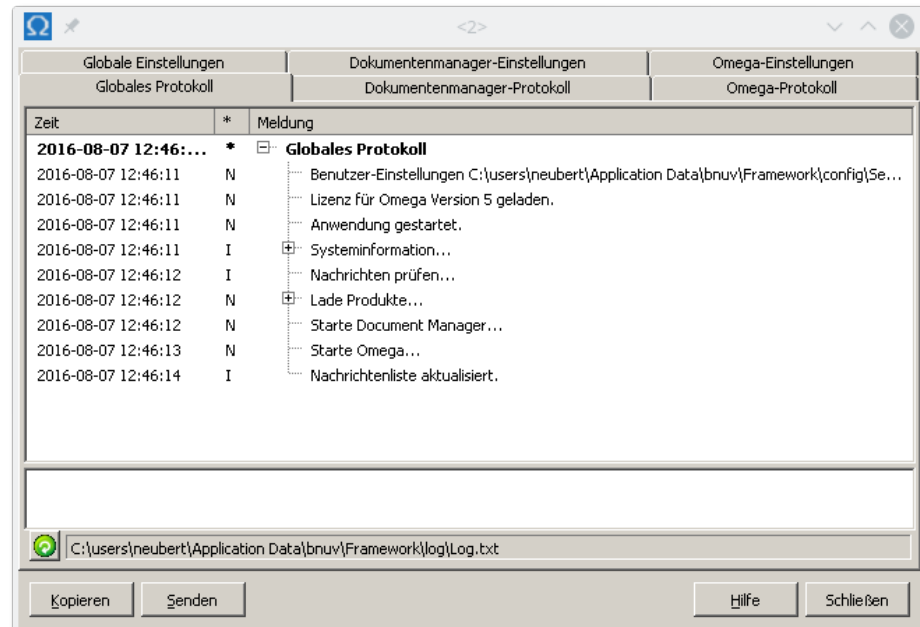 <2>
Globale Einstellungen Dokumentenmanager-Einstellungen Omega-Einstellungen
Globales Protokoll Dokumentenmanager-Protokoll Omega-Protokoll
Zeit * Meldung
2016-08-07 12:46:... * Globales Protokoll
2016-08-07 12:46:11 N Benutzer-Einstellungen C:\users\neubert\Application Data\bnuv\Framework\config\Se...
2016-08-07 12:46:11 N Lizenz für Omega Version 5 geladen.
2016-08-07 12:46:11 N Anwendung gestartet.
2016-08-07 12:46:11 I Systeminformation...
2016-08-07 12:46:12 I Nachrichten prüfen...
2016-08-07 12:46:12 N Lade Produkte...
2016-08-07 12:46:12 N Starte Document Manager...
2016-08-07 12:46:13 N Starte Omega...
2016-08-07 12:46:14 I Nachrichtenliste aktualisiert.
C:\users\neubert\Application Data\bnuv\Framework\log\Log.txt
Kopieren Senden Hilfe Schließen